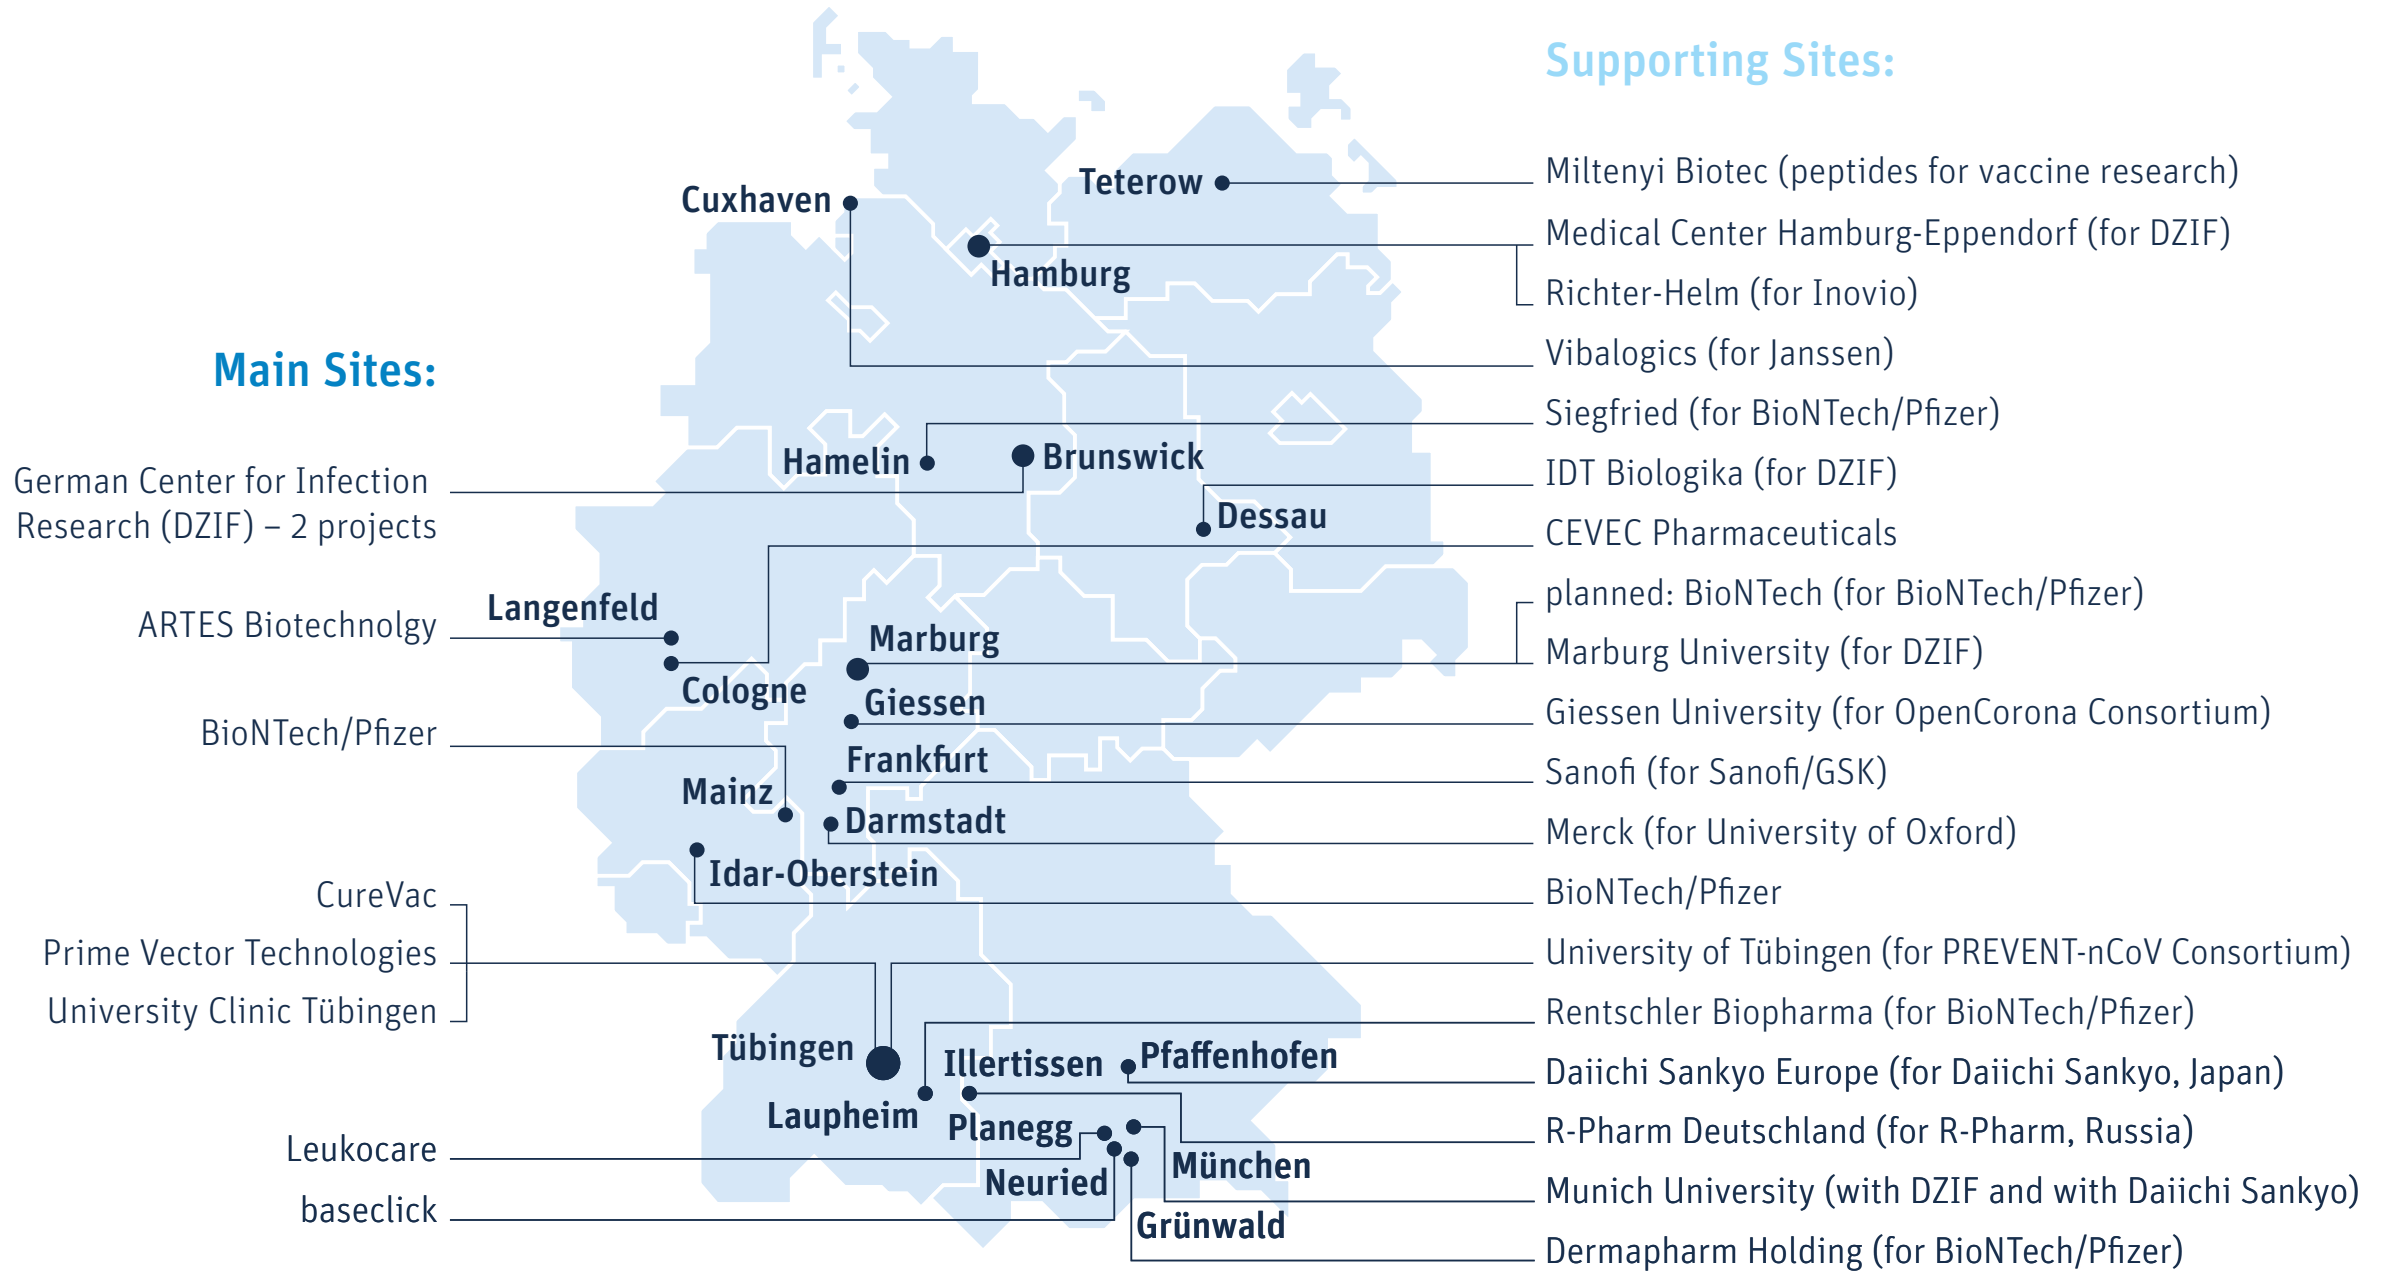 Main Sites:
German Center for Infection
Research (DZIF) – 2 projects
ARTES Biotechnolgy
BioNTech/Pfizer
CureVac
Prime Vector Technologies
University Clinic Tübingen
Leukocare
baseclick
Cuxhaven
Teterow
Hamburg
Hamelin
Brunswick
Dessau
Langenfeld
Marburg
Cologne
Giessen
Frankfurt
Mainz
Darmstadt
Idar-Oberstein
Tübingen
Illertissen
Pfaffenhofen
Laupheim
Planegg
München
Neuried
Grünwald
Supporting Sites:
Miltenyi Biotec (peptides for vaccine research)
Medical Center Hamburg-Eppendorf (for DZIF)
Richter-Helm (for Inovio)
Vibalogics (for Janssen)
Siegfried (for BioNTech/Pfizer)
IDT Biologika (for DZIF)
CEVEC Pharmaceuticals
planned: BioNTech (for BioNTech/Pfizer)
Marburg University (for DZIF)
Giessen University (for OpenCorona Consortium)
Sanofi (for Sanofi/GSK)
Merck (for University of Oxford)
BioNTech/Pfizer
University of Tübingen (for PREVENT-nCoV Consortium)
Rentschler Biopharma (for BioNTech/Pfizer)
Daiichi Sankyo Europe (for Daiichi Sankyo, Japan)
R-Pharm Deutschland (for R-Pharm, Russia)
Munich University (with DZIF and with Daiichi Sankyo)
Dermapharm Holding (for BioNTech/Pfizer)